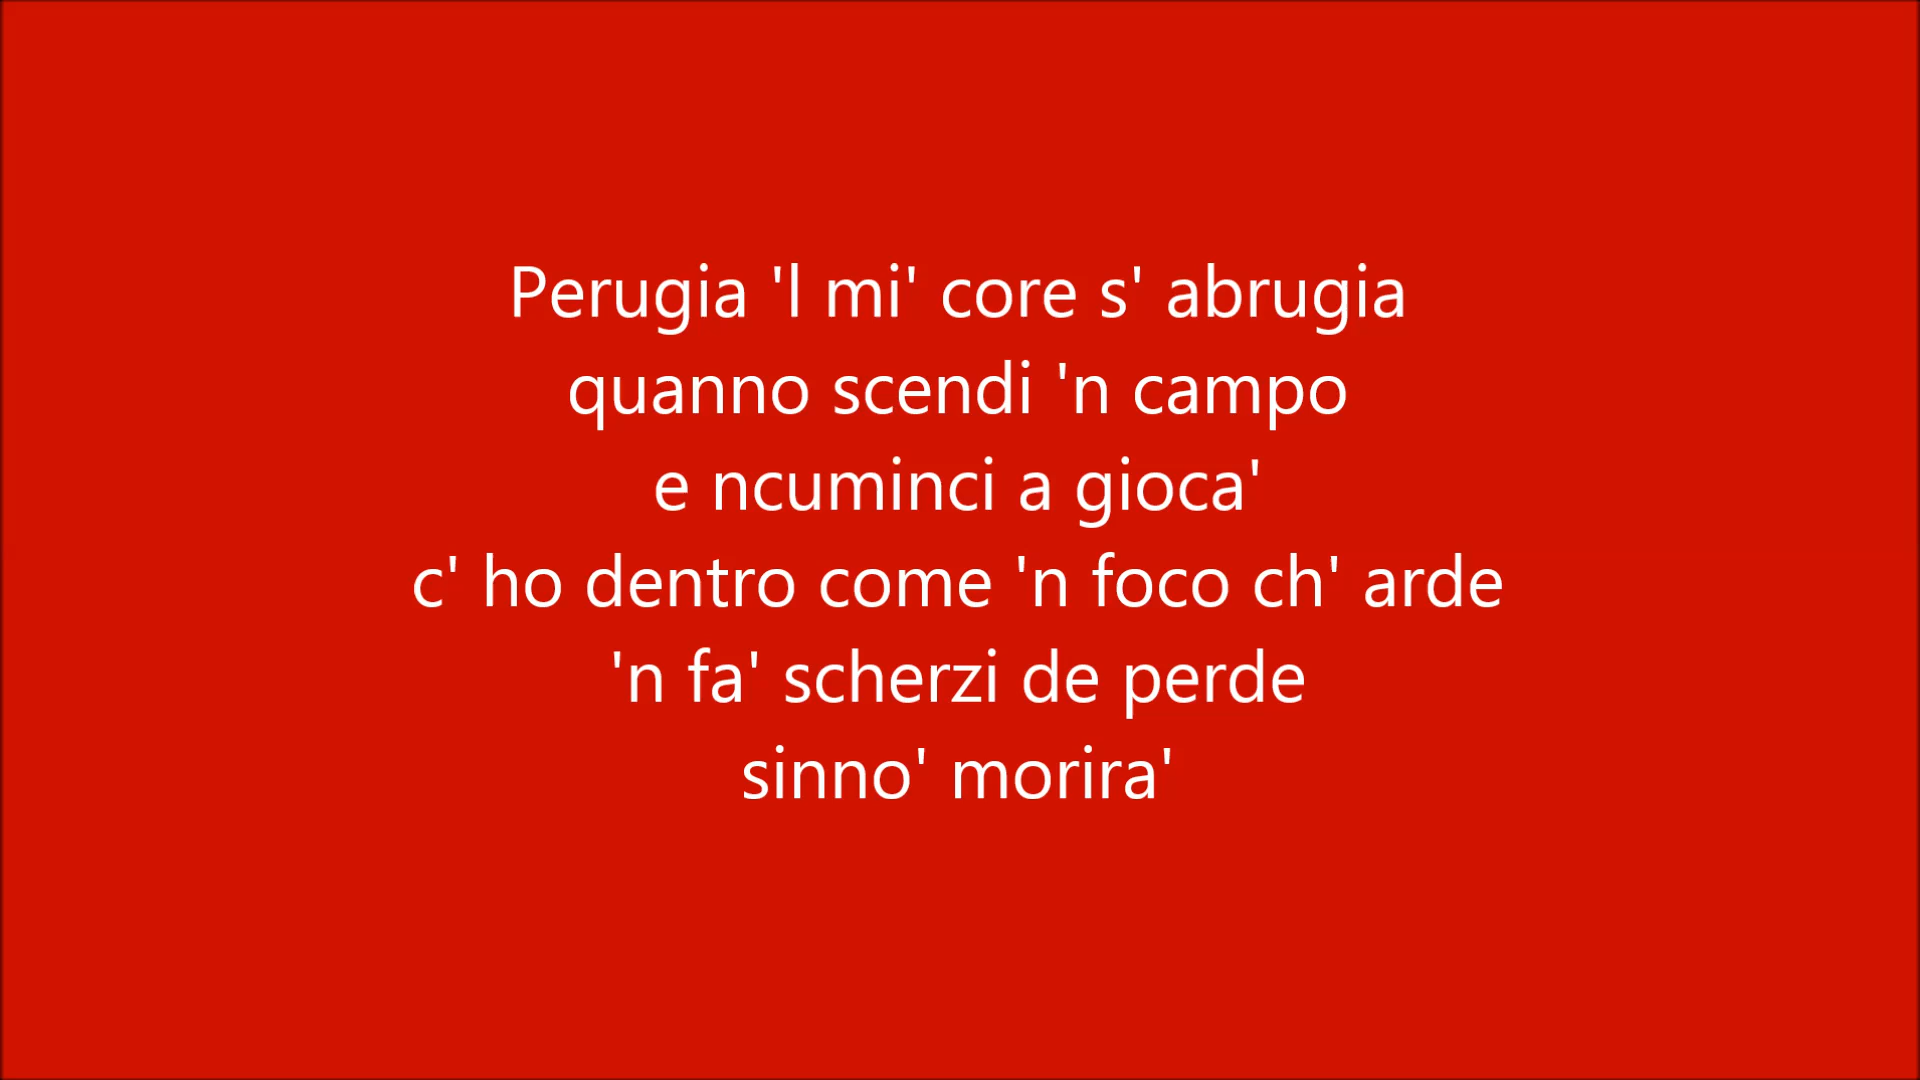 Perugia 'l mi' core s' abrugia
quanno scendi 'n campo
e ncuminci a gioca'
c' ho dentro come 'n foco ch' arde
'n fa' scherzi de perde
sinno' morira'